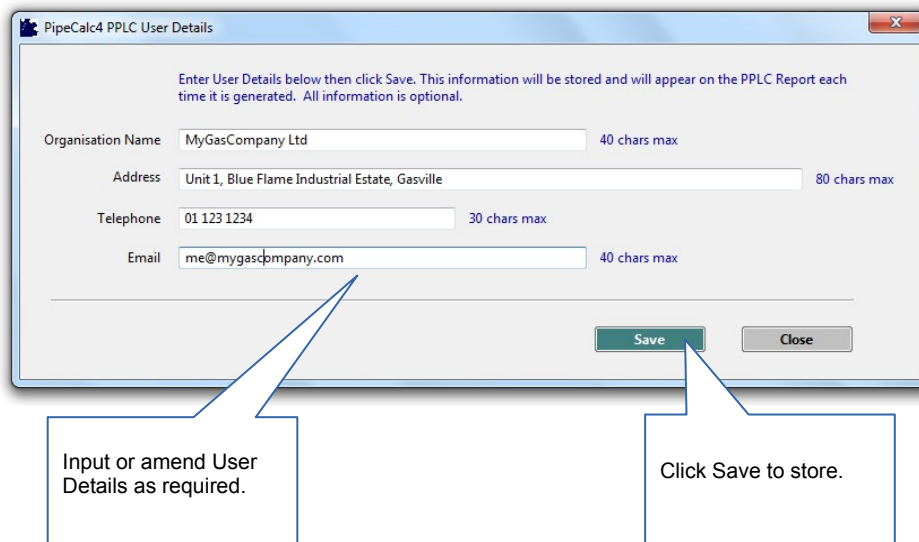 PipeCalc4 PPLC User Details
Enter User Details below then click Save. This information will be stored and will appear on the PPLC Report each
time it is generated. All information is optional.
Organisation Name MyGasCompany Ltd 40 chars max
Address Unit 1, Blue Flame Industrial Estate, Gasville 80 chars max
Telephone 01 123 1234 30 chars max
Email me@mygascompany.com 40 chars max
Save Close
Input or amend User
Details as required.
Click Save to store.